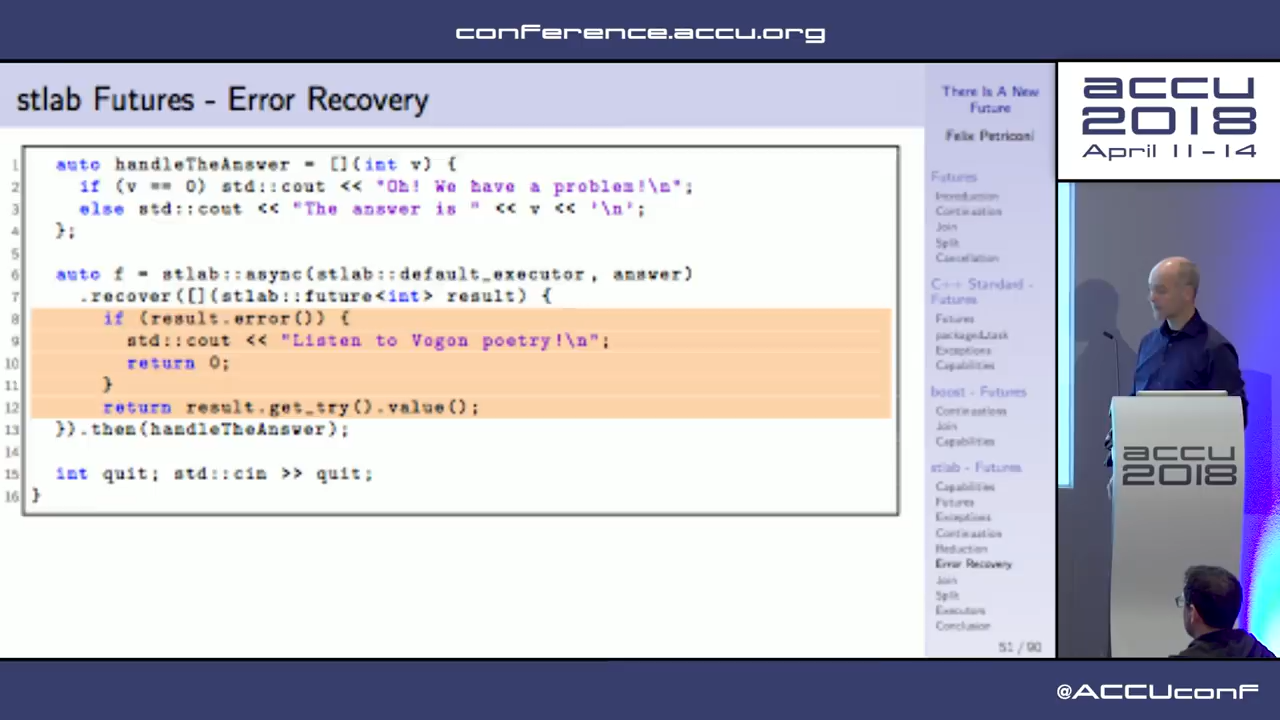 conference.accu.org
stlab Futures - Error Recovery
1 auto handleTheAnswer = [](int v) {
2 if (v == 0) std::cout << "Oh! We have a problem!\n";
3 else std::cout << "The answer is " << v << '\n';
4 };
5
6 auto f = stlab::async(stlab::default_executor, answer)
7 .recover([](stlab::future<int> result) {
8 if (result.error()) {
9 std::cout << "Listen to Vogon poetry!\n";
10 return 0;
11 }
12 return result.get_try().value();
13 }).then(handleTheAnswer);
14
15 int quit; std::cin >> quit;
16 }
There Is A New
Future
Felix Petriconi
Futures
Introduction
Continuation
Join
Split
Cancellation
C++ Standard -
Futures
Futures
packaged_task
Exceptions
Capabilities
boost - Futures
Continuations
Join
Capabilities
stlab - Futures
Capabilities
Futures
Exceptions
Continuation
Reduction
Error Recovery
Join
Split
Executors
Conclusion
51 / 90
accu
2018
April 11-14
accu
2018
@ACCUconf